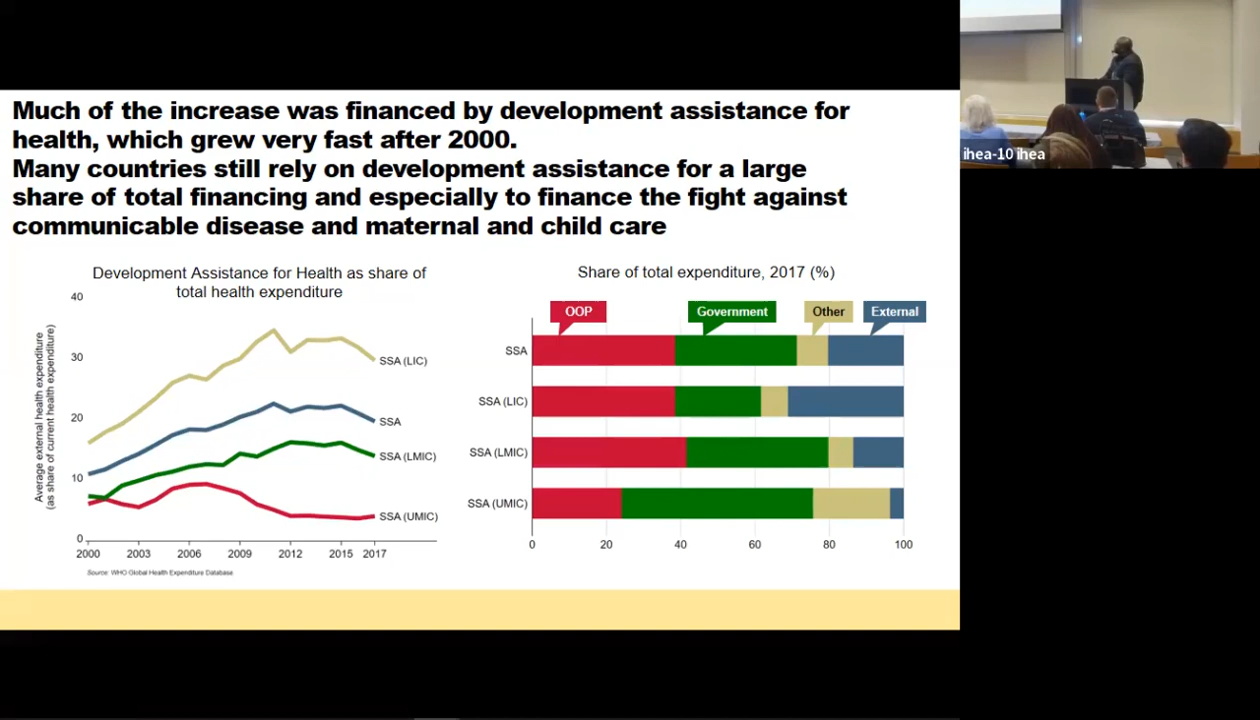 Much of the increase was financed by development assistance for
health, which grew very fast after 2000.
Many countries still rely on development assistance for a large
share of total financing and especially to finance the fight against
communicable disease and maternal and child care
Development Assistance for Health as share of
total health expenditure
Average external health expenditure
(as share of current health expenditure)
40
30
20
10
0
SSA (LIC)
SSA
SSA (LMIC)
SSA (UMIC)
2000 2003 2006 2009 2012 2015 2017
Source: WHO Global Health Expenditure Database
Share of total expenditure, 2017 (%)
OOP Government Other External
SSA
SSA (LIC)
SSA (LMIC)
SSA (UMIC)
0 20 40 60 80 100
ihea-10 ihea